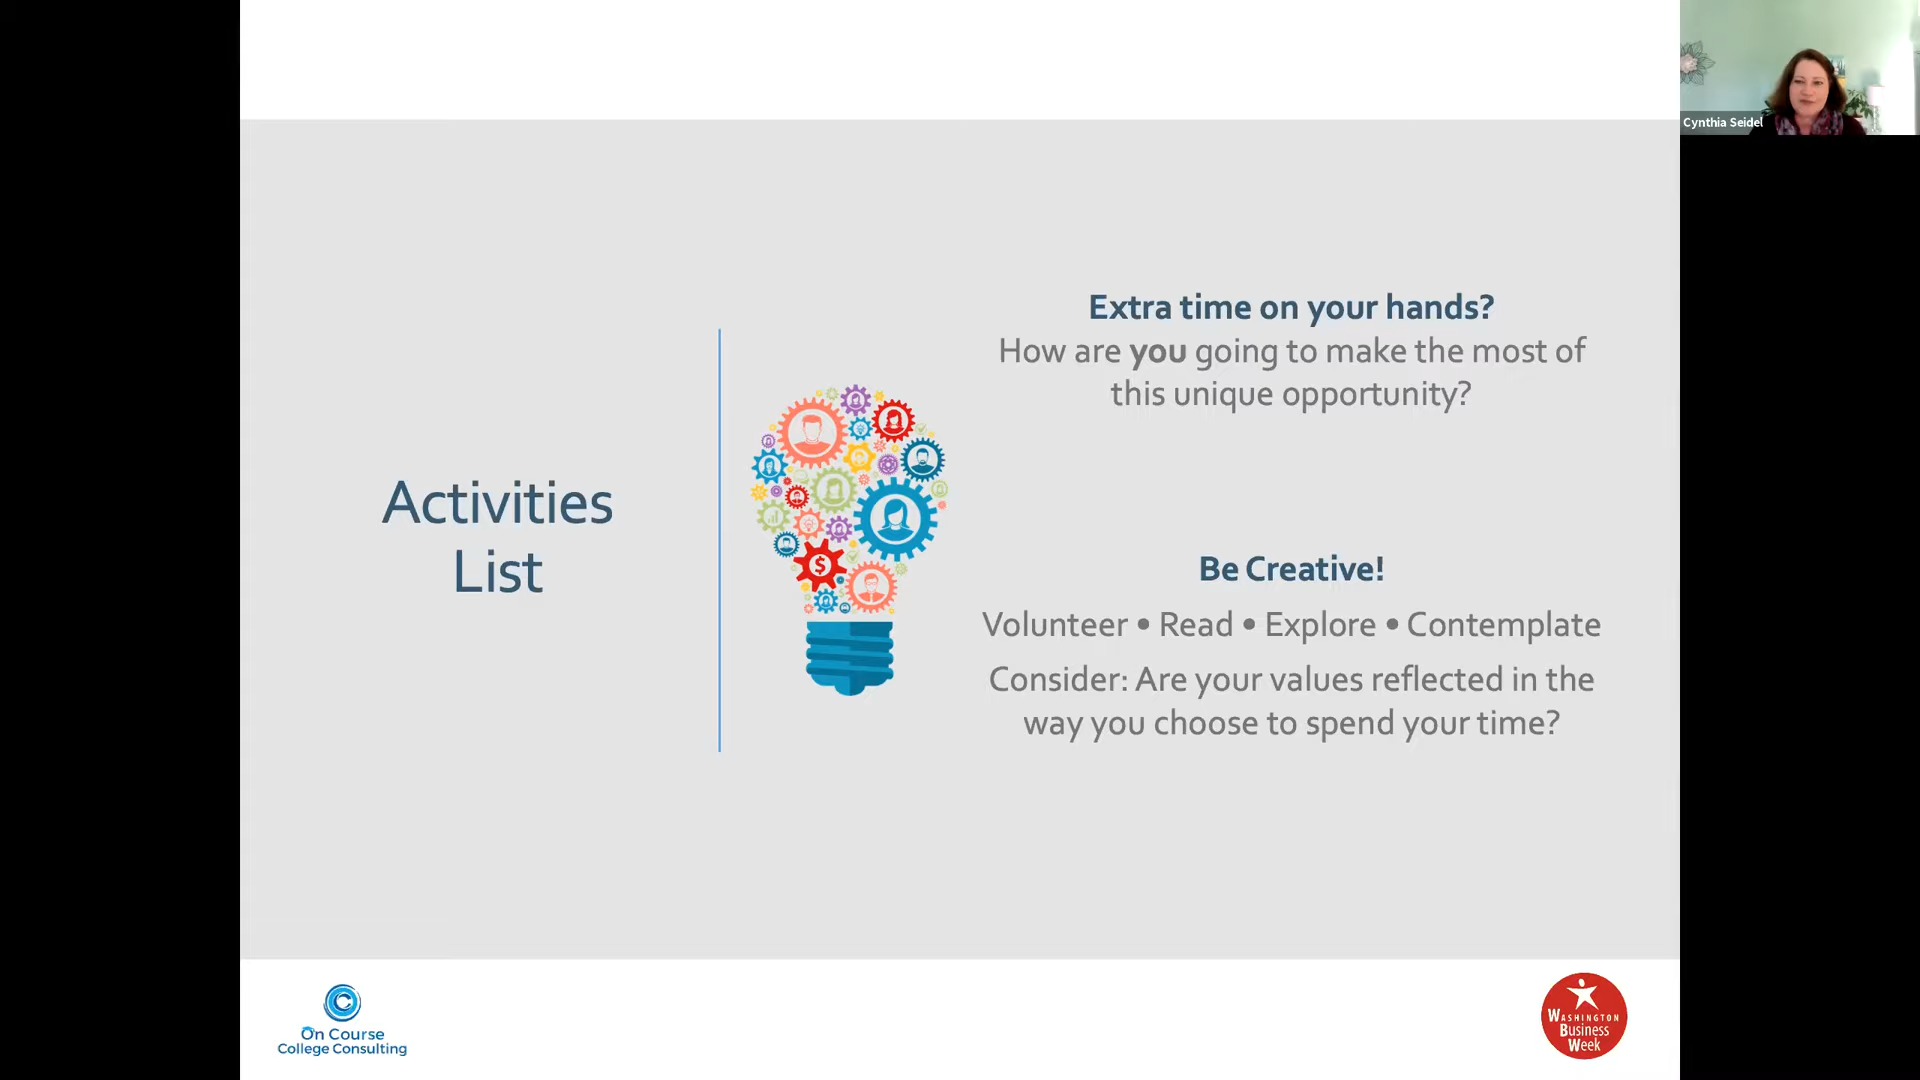 Cynthia Seidel
Extra time on your hands?
How are you going to make the most of
this unique opportunity?
Activities
List
Be Creative!
Volunteer • Read • Explore • Contemplate
Consider: Are your values reflected in the
way you choose to spend your time?
$
C
On Course
College Consulting
WASHINGTON
Business
Week